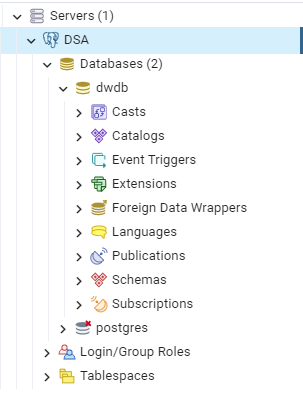 Servers (1)
DSA
Databases (2)
dwdb
Casts
Catalogs
Event Triggers
Extensions
Foreign Data Wrappers
Languages
Publications
Schemas
Subscriptions
postgres
Login/Group Roles
Tablespaces